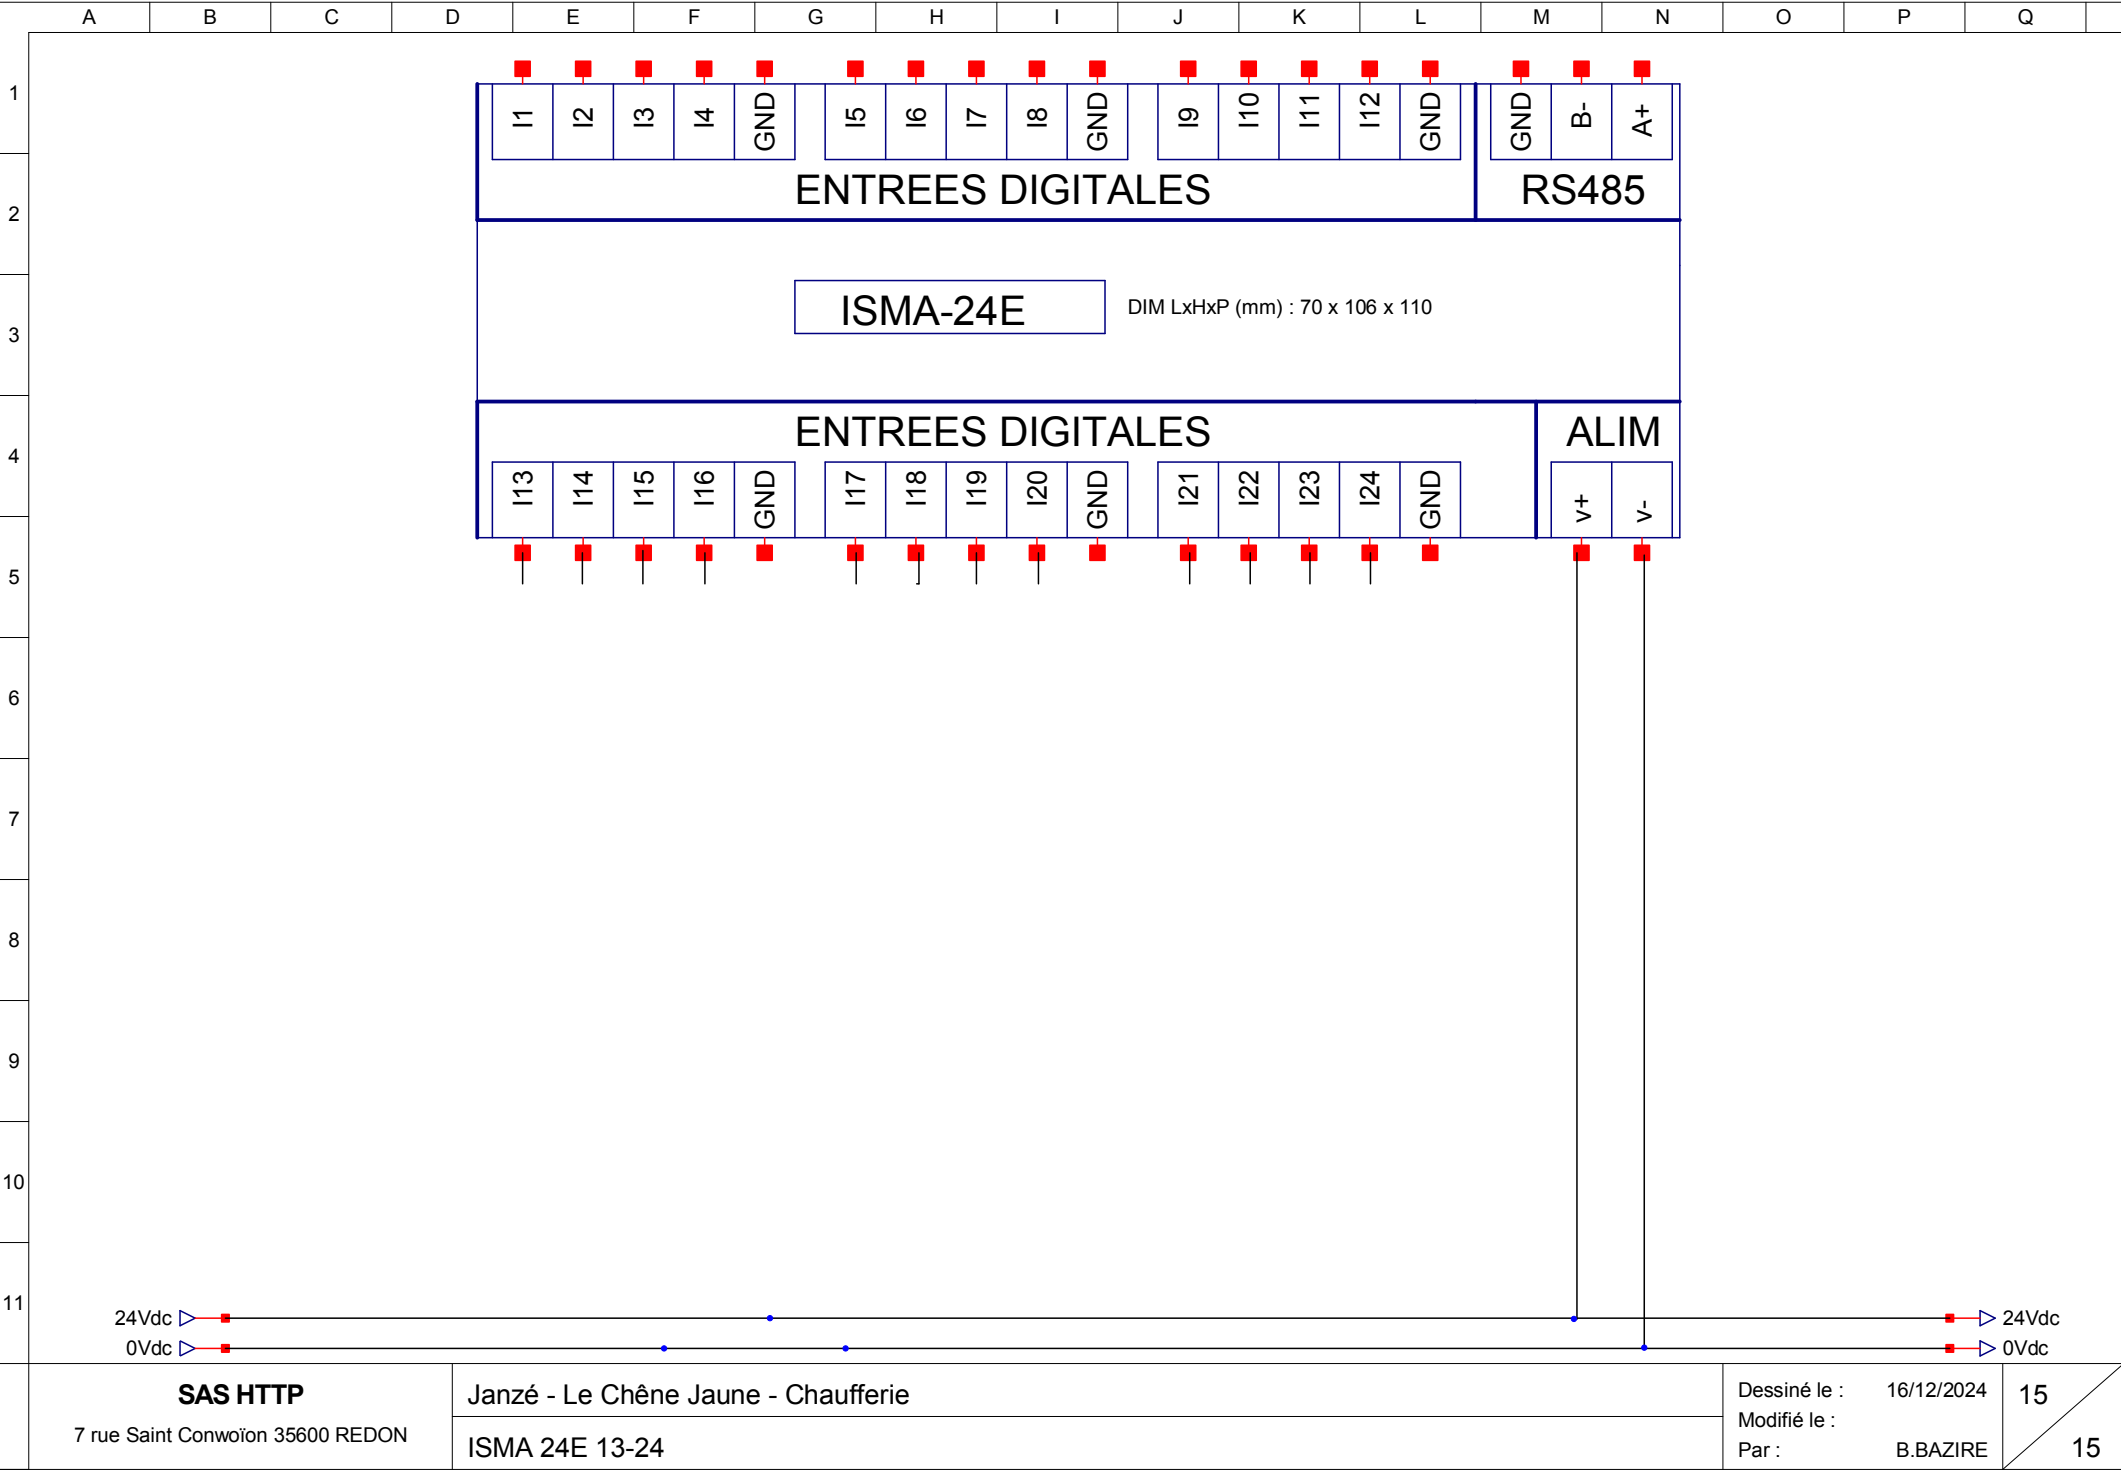 A B C D E F G H I J K L M N O P Q
1
I1 I2 I3 I4 GND I5 I6 I7 I8 GND I9 I10 I11 I12 GND GND B- A+
2
ENTREES DIGITALES RS485
3
ISMA-24E DIM LxHxP (mm) : 70 x 106 x 110
4
ENTREES DIGITALES ALIM
I13 I14 I15 I16 GND I17 I18 I19 I20 GND I21 I22 I23 I24 GND v+ v-
5
6
7
8
9
10
11
24Vdc 24Vdc
0Vdc 0Vdc
SAS HTTP
7 rue Saint Conwoïon 35600 REDON
Janzé - Le Chêne Jaune - Chaufferie
ISMA 24E 13-24
Dessiné le : 16/12/2024
Modifié le :
Par : B.BAZIRE
15
15